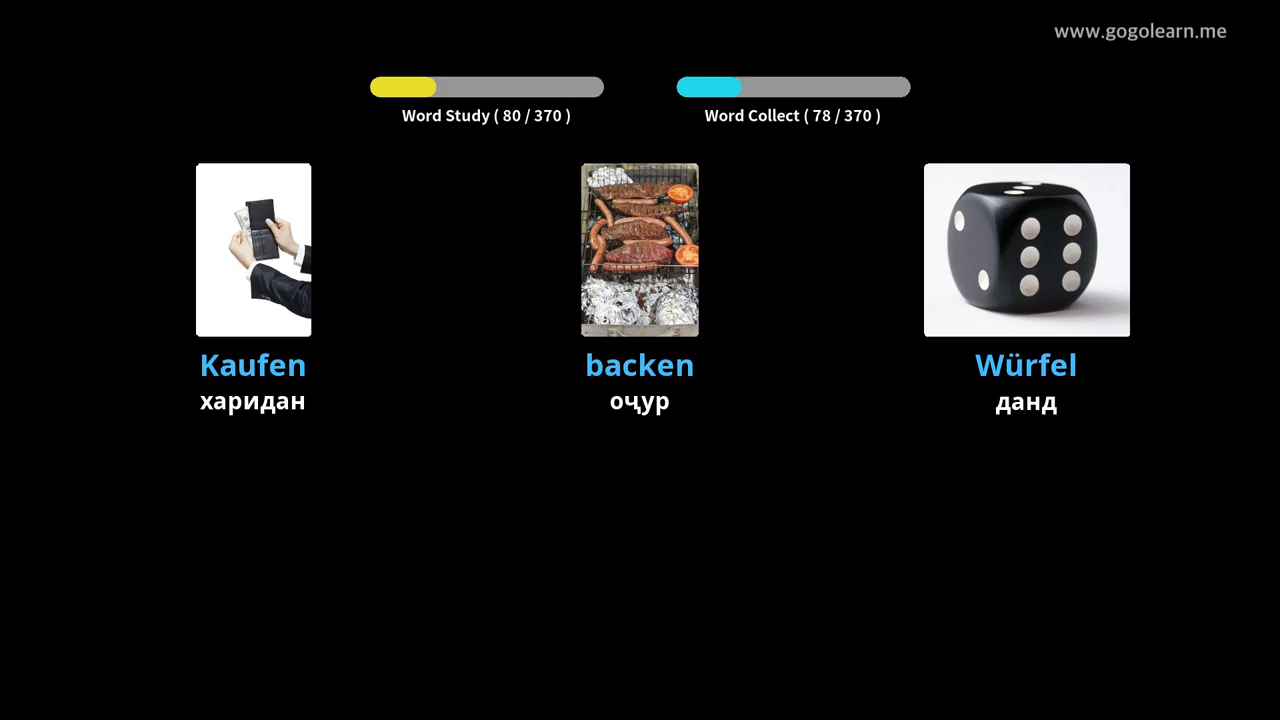 www.gogolearn.me
Word Study ( 80 / 370 )
Word Collect ( 78 / 370 )
Kaufen
харидан
backen
оҷур
Würfel
данд